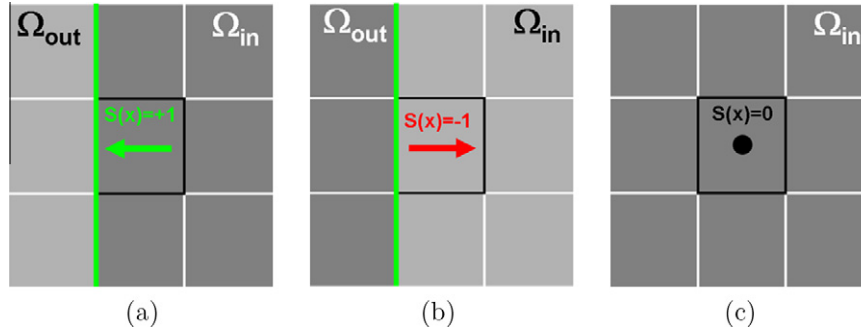 Ωout Ωin
S(x)=+1
(a)
Ωout Ωin
S(x)=-1
(b)
Ωin
S(x)=0
(c)